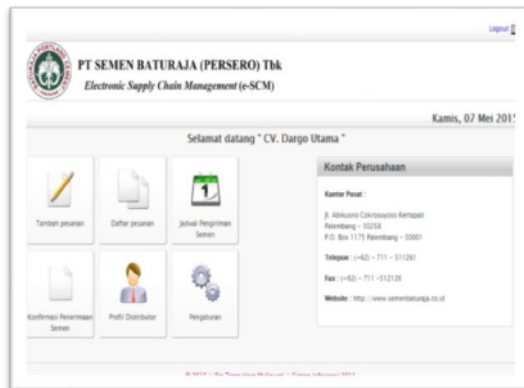 Logout
PT SEMEN BATURAJA (PERSERO) Tbk
Electronic Supply Chain Management (e-SCM)
Kamis, 07 Mei 2015
Selamat datang " CV. Dargo Utama "
Tambah pesanan
Daftar pesanan
Jadwal Pengiriman
Semen
Konfirmasi Penerimaan
Semen
Profil Distributor
Pengaturan
Kontak Perusahaan
Kantor Pusat :
Jl. Abikusno Cokrosuyoso Kertapati
Palembang – 30258
P.O. Box 1175 Palembang – 30001
Telepon : (+62) – 711 – 511261
Fax : (+62) – 711 –512126
Website : http : //www.semenbaturaja.co.id